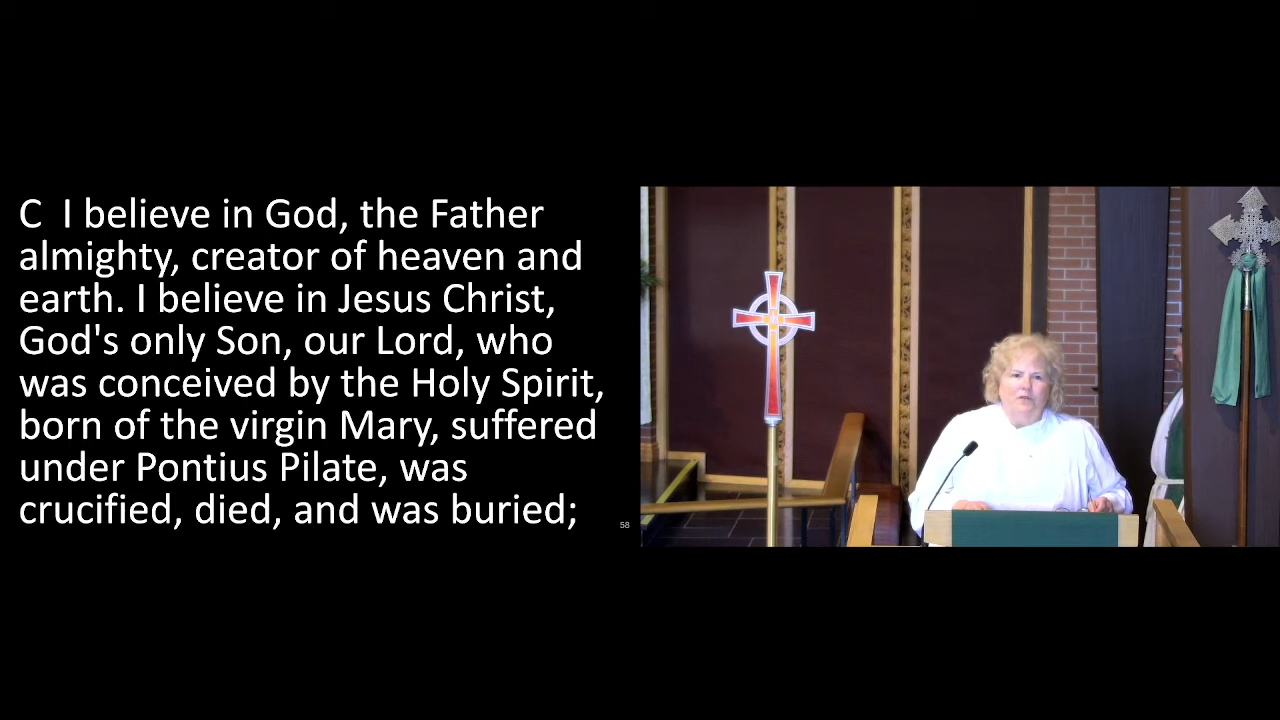 C  I believe in God, the Father
almighty, creator of heaven and
earth. I believe in Jesus Christ,
God's only Son, our Lord, who
was conceived by the Holy Spirit,
born of the virgin Mary, suffered
under Pontius Pilate, was
crucified, died, and was buried;
58